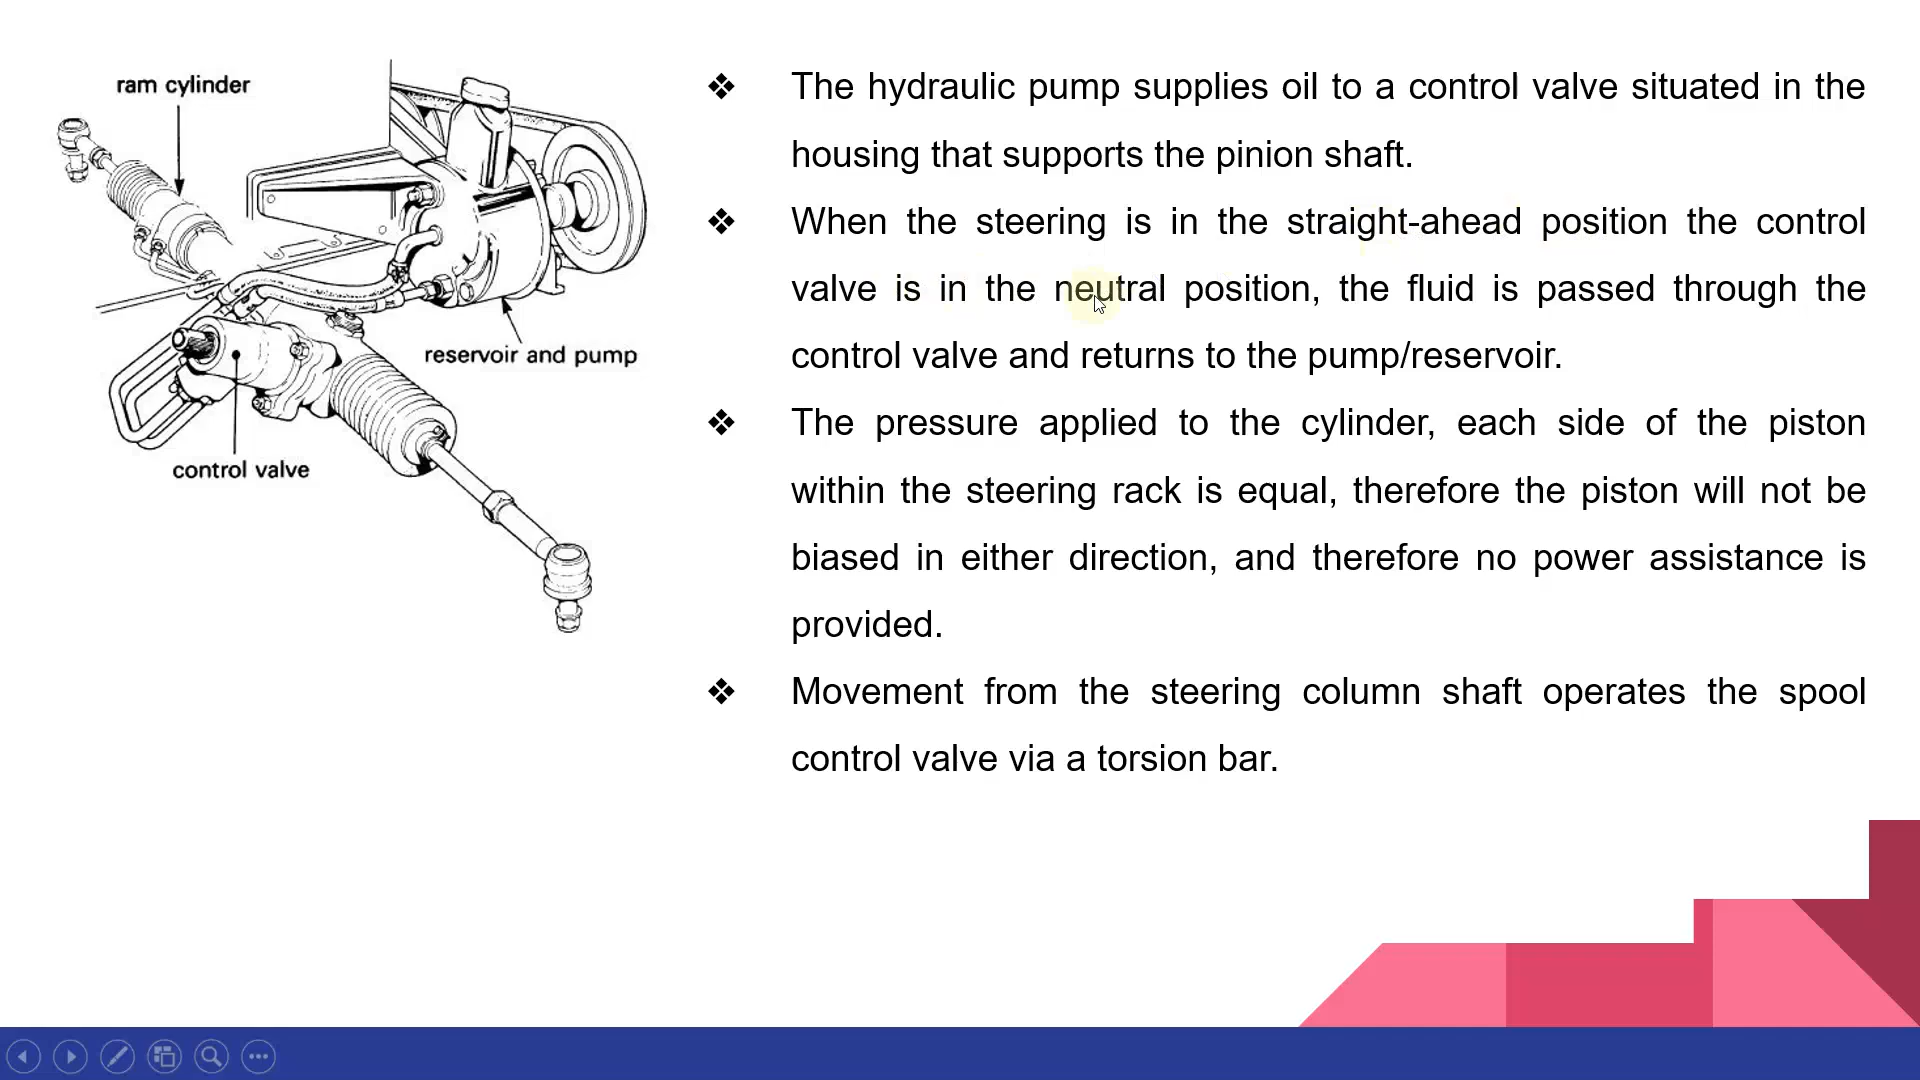 ram cylinder
reservoir and pump
control valve
❖ The hydraulic pump supplies oil to a control valve situated in the
housing that supports the pinion shaft.
❖ When the steering is in the straight-ahead position the control
valve is in the neutral position, the fluid is passed through the
control valve and returns to the pump/reservoir.
❖ The pressure applied to the cylinder, each side of the piston
within the steering rack is equal, therefore the piston will not be
biased in either direction, and therefore no power assistance is
provided.
❖ Movement from the steering column shaft operates the spool
control valve via a torsion bar.